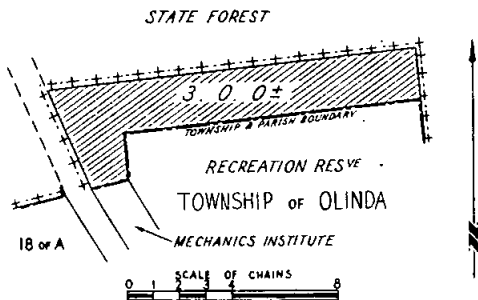 STATE FOREST
3. 0. 0±
TOWNSHIP & PARISH BOUNDARY
RECREATION RESVE
TOWNSHIP OF OLINDA
18 OF A
MECHANICS INSTITUTE
SCALE OF CHAINS
0 1 2 3 4 8